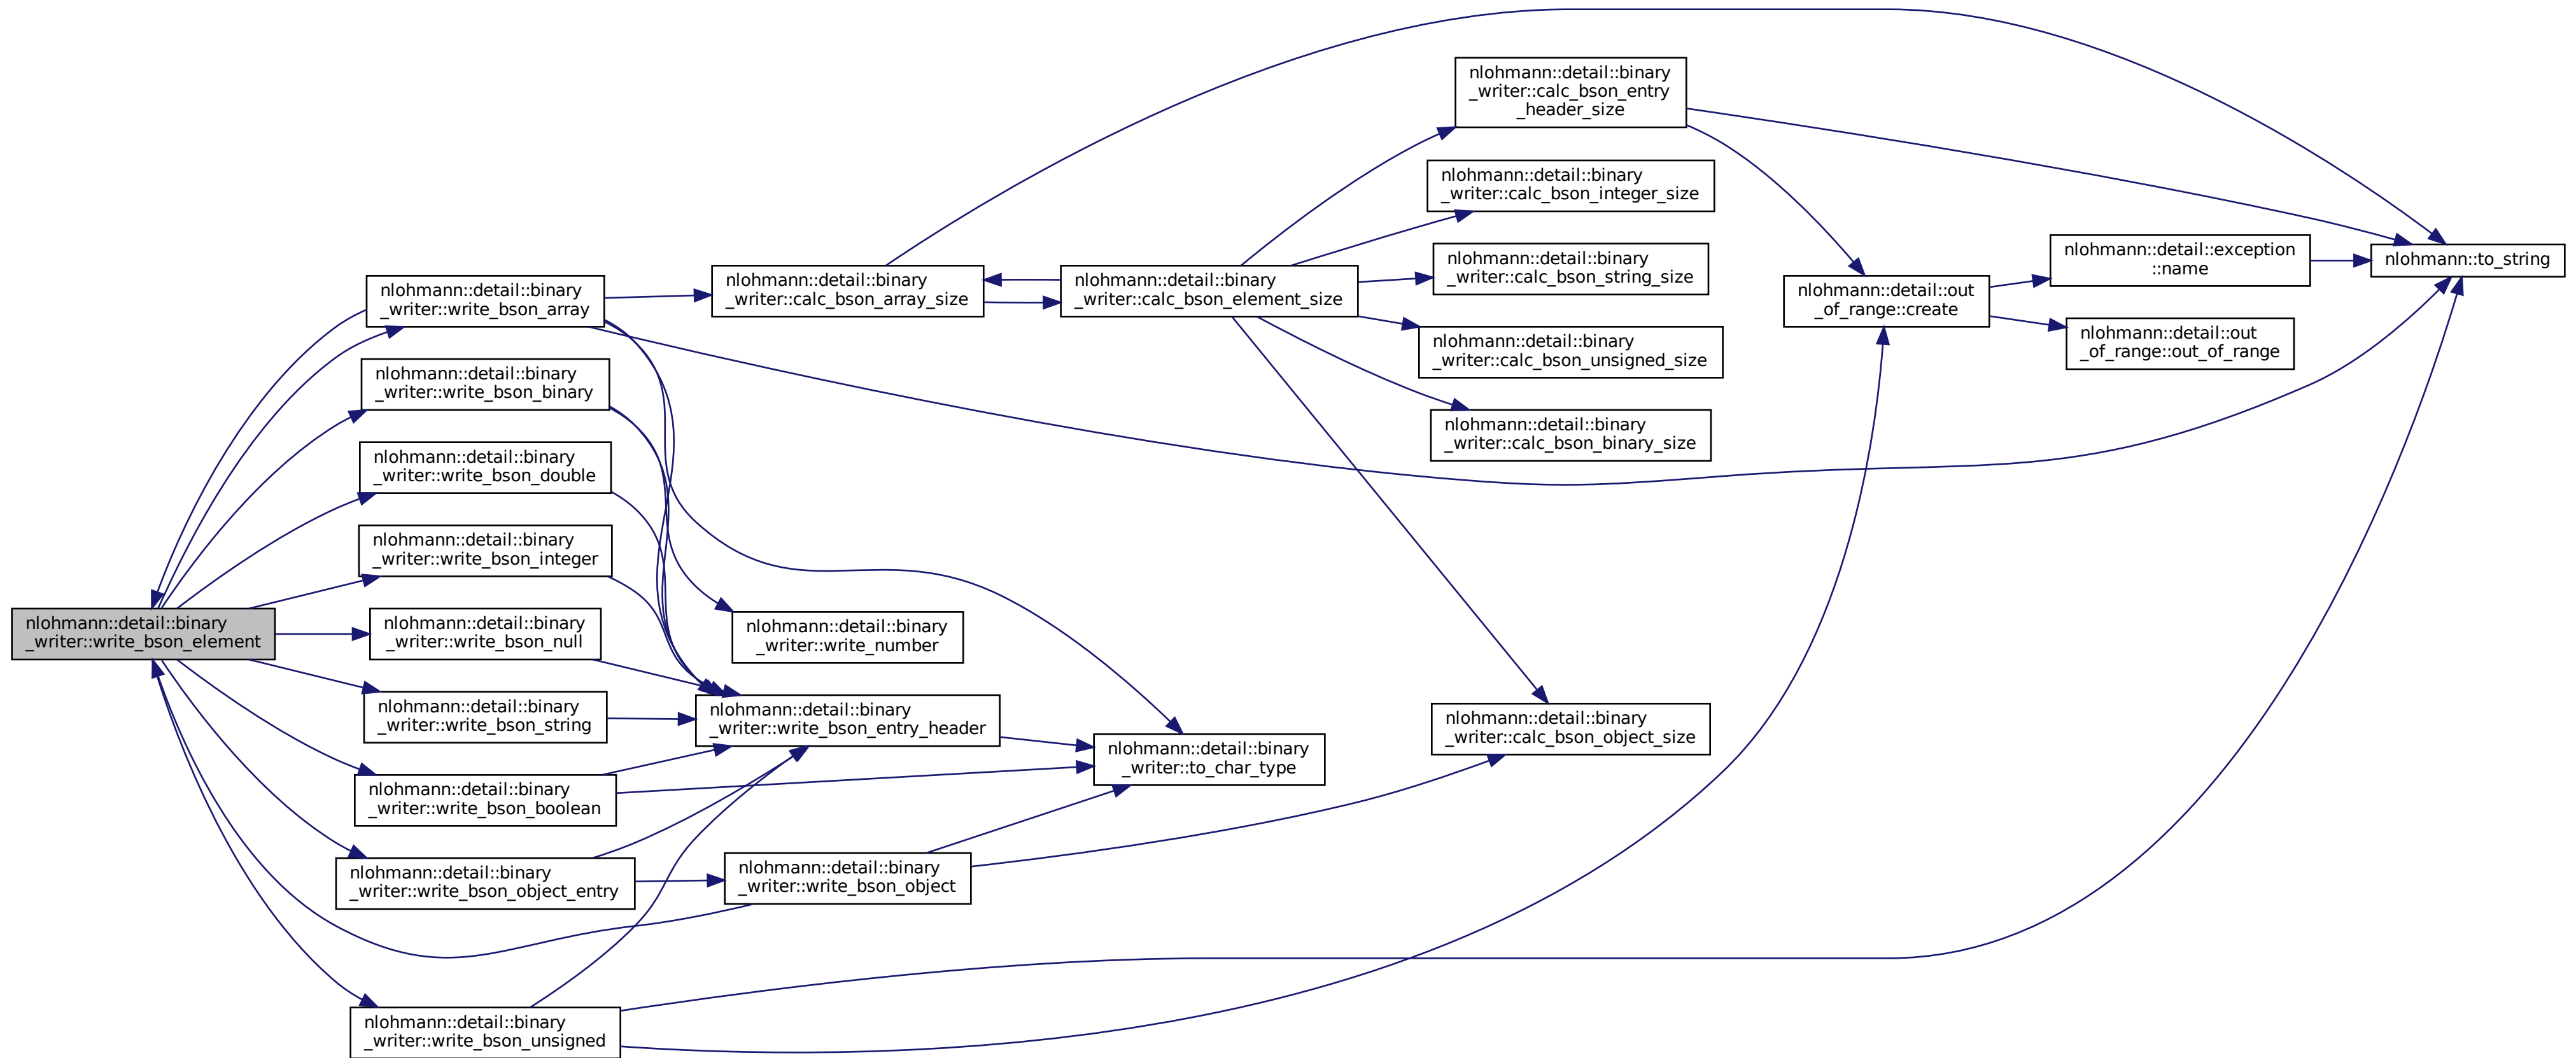 nlohmann::detail::binary
_writer::write_bson_element
nlohmann::detail::binary
_writer::write_bson_array
nlohmann::detail::binary
_writer::write_bson_binary
nlohmann::detail::binary
_writer::write_bson_double
nlohmann::detail::binary
_writer::write_bson_integer
nlohmann::detail::binary
_writer::write_bson_null
nlohmann::detail::binary
_writer::write_bson_string
nlohmann::detail::binary
_writer::write_bson_boolean
nlohmann::detail::binary
_writer::write_bson_object_entry
nlohmann::detail::binary
_writer::write_bson_unsigned
nlohmann::detail::binary
_writer::calc_bson_array_size
nlohmann::detail::binary
_writer::write_number
nlohmann::detail::binary
_writer::write_bson_entry_header
nlohmann::detail::binary
_writer::write_bson_object
nlohmann::detail::binary
_writer::calc_bson_element_size
nlohmann::detail::binary
_writer::to_char_type
nlohmann::detail::binary
_writer::calc_bson_entry
_header_size
nlohmann::detail::binary
_writer::calc_bson_integer_size
nlohmann::detail::binary
_writer::calc_bson_string_size
nlohmann::detail::binary
_writer::calc_bson_unsigned_size
nlohmann::detail::binary
_writer::calc_bson_binary_size
nlohmann::detail::binary
_writer::calc_bson_object_size
nlohmann::detail::out
_of_range::create
nlohmann::detail::exception
::name
nlohmann::detail::out
_of_range::out_of_range
nlohmann::to_string